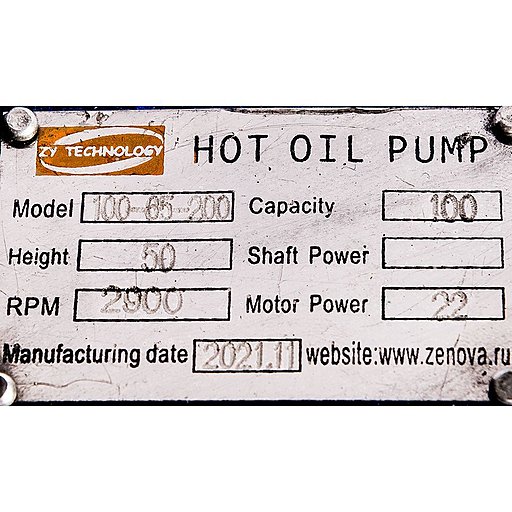 ZY TECHNOLOGY HOT OIL PUMP
Model 100-65-200 Capacity 100
Height 50 Shaft Power
RPM 2900 Motor Power 22
Manufacturing date 2021.11 website:www.zenova.ru